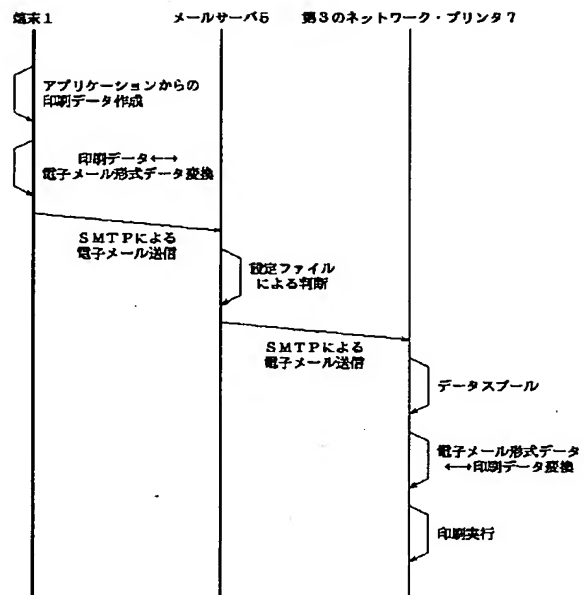 端末1 メールサーバ5 第3のネットワーク・プリンタ7
アプリケーションからの
印刷データ作成
印刷データ←→
電子メール形式データ変換
SMTPによる
電子メール送信
設定ファイル
による判断
SMTPによる
電子メール送信
データスプール
電子メール形式データ
←→印刷データ変換
印刷実行